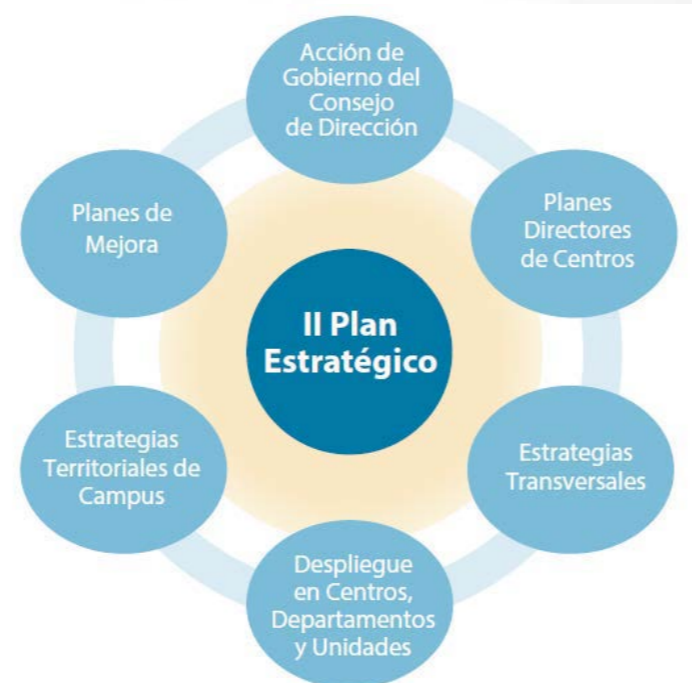 Acción de
Gobierno del
Consejo
de Dirección
Planes de
Mejora
Planes
Directores
de Centros
II Plan
Estratégico
Estrategias
Territoriales de
Campus
Estrategias
Transversales
Despliegue
en Centros,
Departamentos
y Unidades